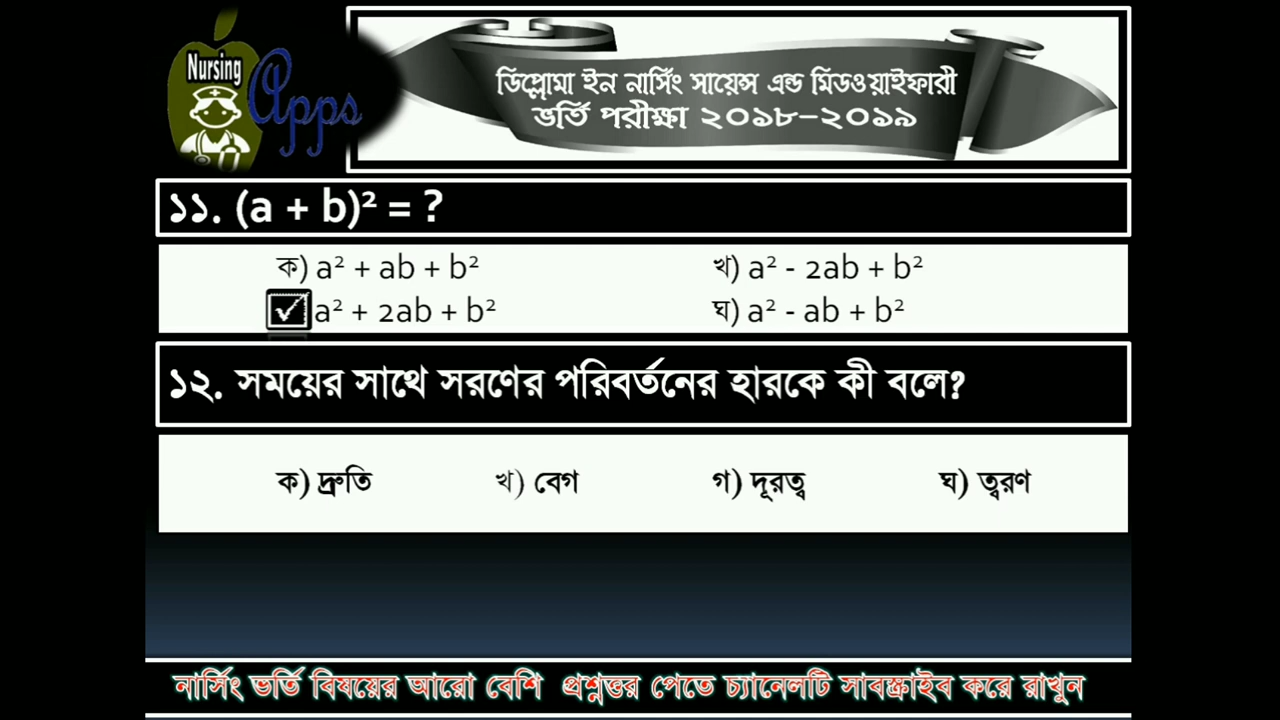 Nursing
Apps
ডিপ্লোমা ইন নার্সিং সায়েন্স এন্ড মিডওয়াইফারী
ভর্তি পরীক্ষা ২০১৮-২০১৯
১১. (a + b)² = ?
ক) a² + ab + b² খ) a² - 2ab + b²
a² + 2ab + b² ঘ) a² - ab + b²
১২. সময়ের সাথে সরণের পরিবর্তনের হারকে কী বলে?
ক) দ্রুতি খ) বেগ গ) দূরত্ব ঘ) ত্বরণ
নার্সিং ভর্তি বিষয়ের আরো বেশি প্রশ্নত্তর পেতে চ্যানেলটি সাবস্ক্রাইব করে রাখুন